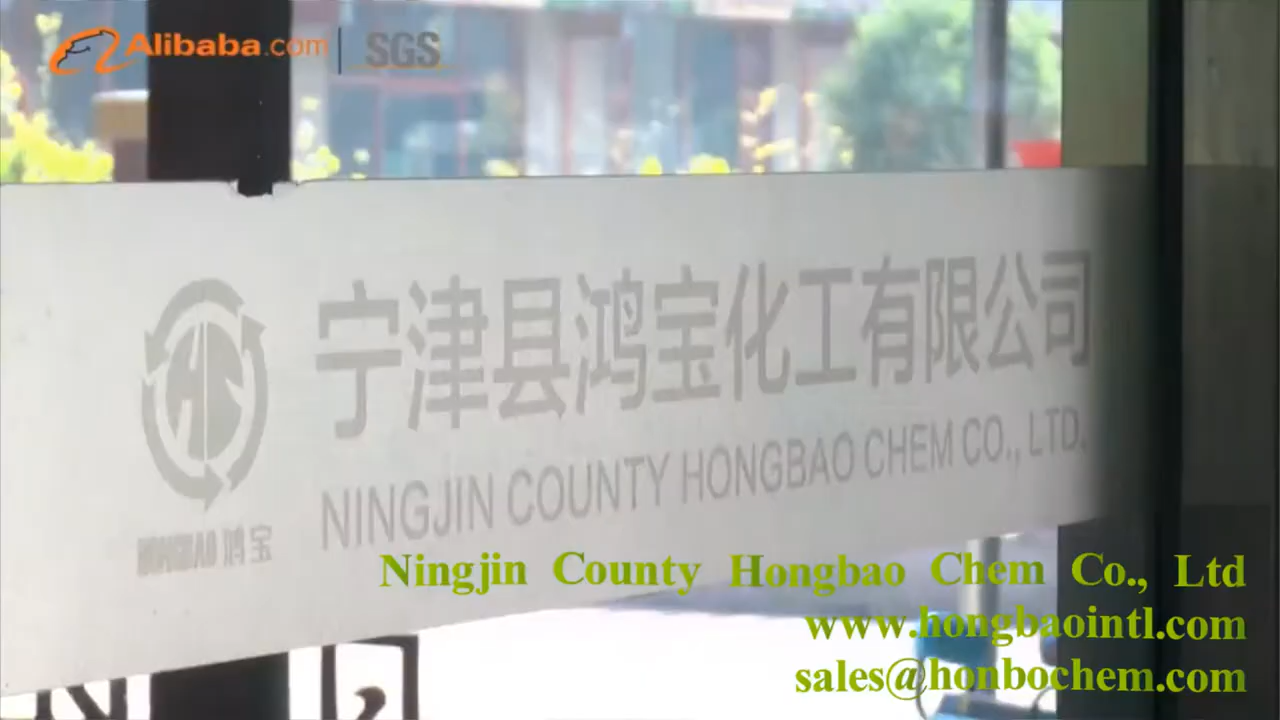 Alibaba.com | SGS
宁津县鸿宝化工有限公司
NINGJIN COUNTY HONGBAO CHEM CO., LTD.
HONGBAO 鸿宝
Ningjin County Hongbao Chem Co., Ltd
www.hongbaointl.com
sales@honbochem.com